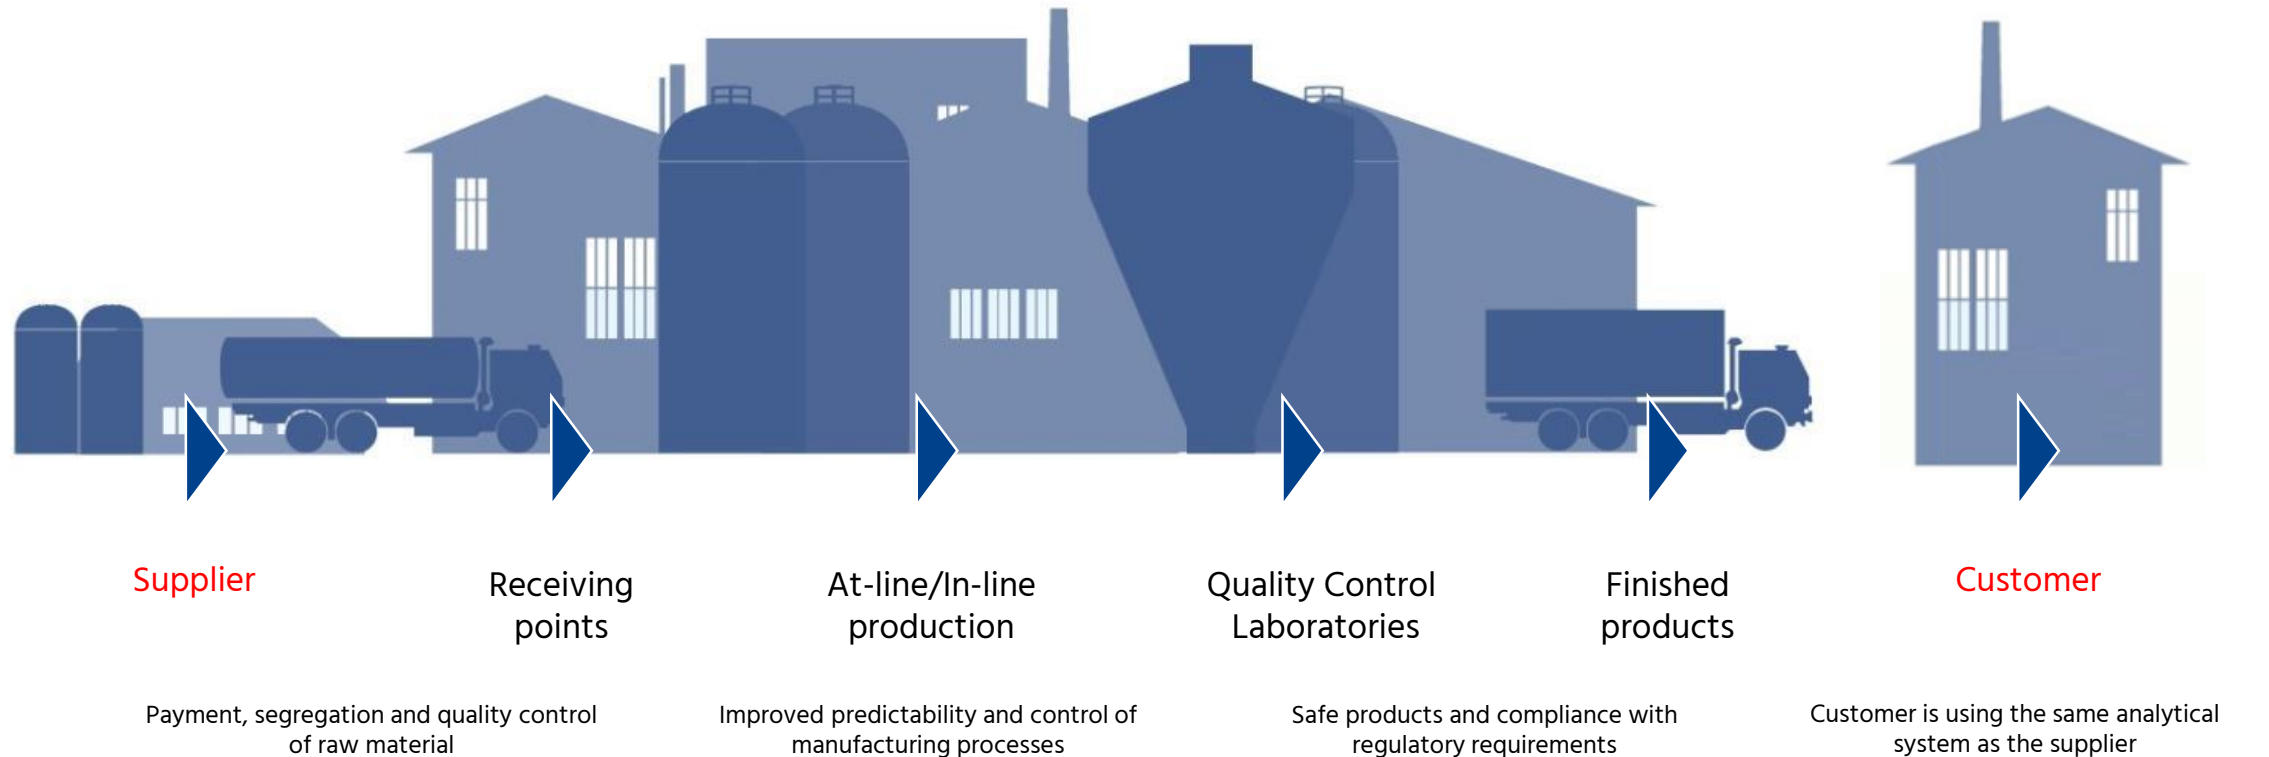 Supplier
Receiving
points
At-line/In-line
production
Quality Control
Laboratories
Finished
products
Customer
Payment, segregation and quality control
of raw material
Improved predictability and control of
manufacturing processes
Safe products and compliance with
regulatory requirements
Customer is using the same analytical
system as the supplier